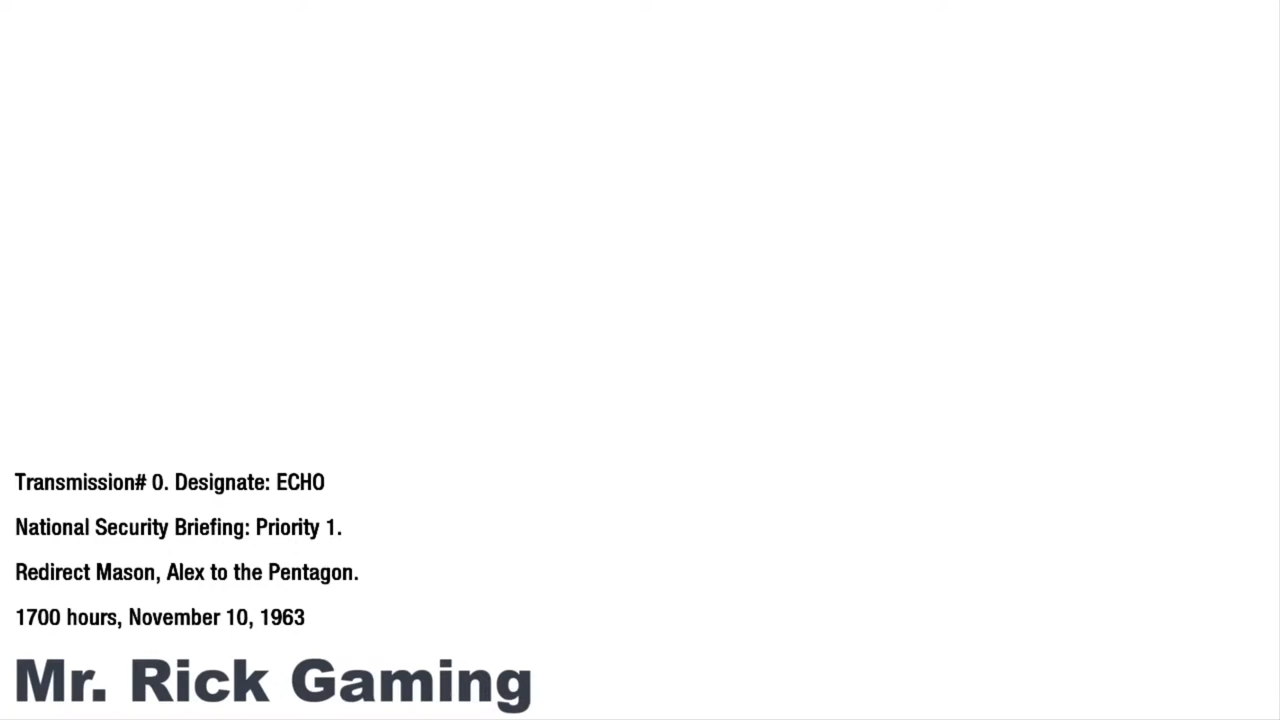 Transmission# 0. Designate: ECHO
National Security Briefing: Priority 1.
Redirect Mason, Alex to the Pentagon.
1700 hours, November 10, 1963
Mr. Rick Gaming